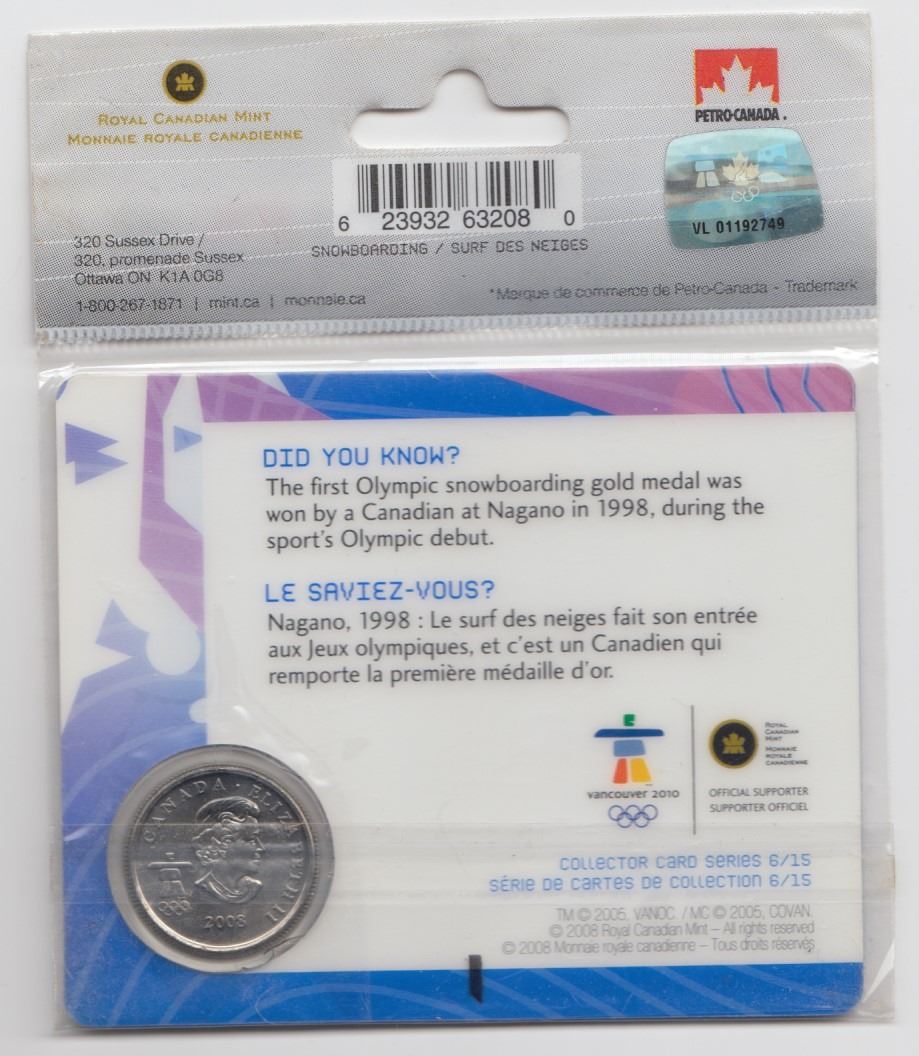 ROYAL CANADIAN MINT
MONNAIE ROYALE CANADIENNE
PETRO-CANADA.
6 23932 63208 0
SNOWBOARDING / SURF DES NEIGES
VL 01192749
320 Sussex Drive /
320, promenade Sussex
Ottawa ON K1A 0G8
1-800-267-1871 | mint.ca | monnaie.ca
*Marque de commerce de Petro-Canada - Trademark
DID YOU KNOW?
The first Olympic snowboarding gold medal was
won by a Canadian at Nagano in 1998, during the
sport's Olympic debut.
LE SAVIEZ-VOUS?
Nagano, 1998 : Le surf des neiges fait son entrée
aux Jeux olympiques, et c'est un Canadien qui
remporte la première médaille d'or.
vancouver 2010
ROYAL
CANADIAN
MINT
MONNAIE
ROYALE
CANADIENNE
OFFICIAL SUPPORTER
SUPPORTER OFFICIEL
CANADA · ELIZABETH II
2008
COLLECTOR CARD SERIES 6/15
SÉRIE DE CARTES DE COLLECTION 6/15
TM © 2005, VANOC. / MC © 2005, COVAN.
© 2008 Royal Canadian Mint – All rights reserved
© 2008 Monnaie royale canadienne – Tous droits réservés